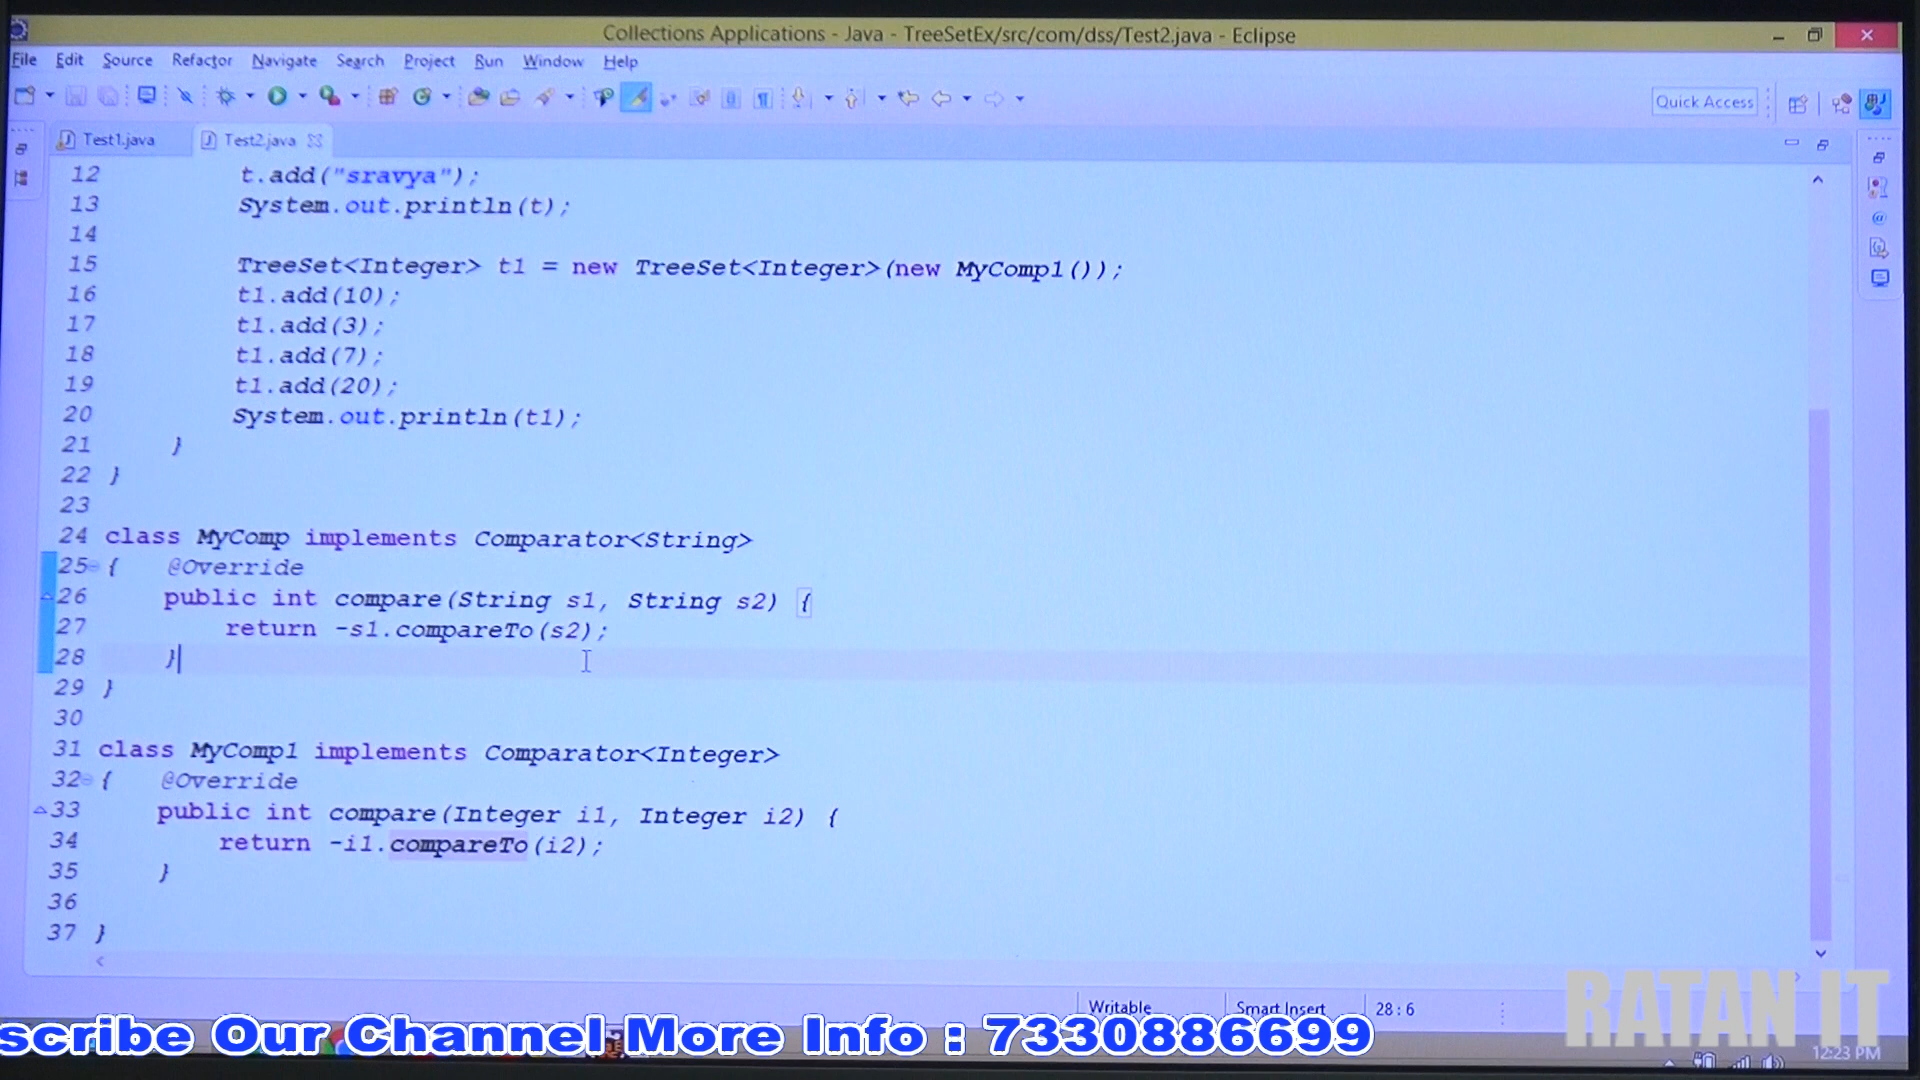 Collections Applications - Java - TreeSetEx/src/com/dss/Test2.java - Eclipse
File Edit Source Refactor Navigate Search Project Run Window Help
Quick Access
Test1.java Test2.java
12 t.add("sravya");
13 System.out.println(t);
14
15 TreeSet<Integer> t1 = new TreeSet<Integer>(new MyComp1());
16 t1.add(10);
17 t1.add(3);
18 t1.add(7);
19 t1.add(20);
20 System.out.println(t1);
21 }
22 }
23
24 class MyComp implements Comparator<String>
25 { @Override
26 public int compare(String s1, String s2) {
27 return -s1.compareTo(s2);
28 }
29 }
30
31 class MyComp1 implements Comparator<Integer>
32 { @Override
33 public int compare(Integer i1, Integer i2) {
34 return -i1.compareTo(i2);
35 }
36
37 }
Writable Smart Insert 28:6
RATAN IT
scribe Our Channel More Info : 7330886699
12:23 PM